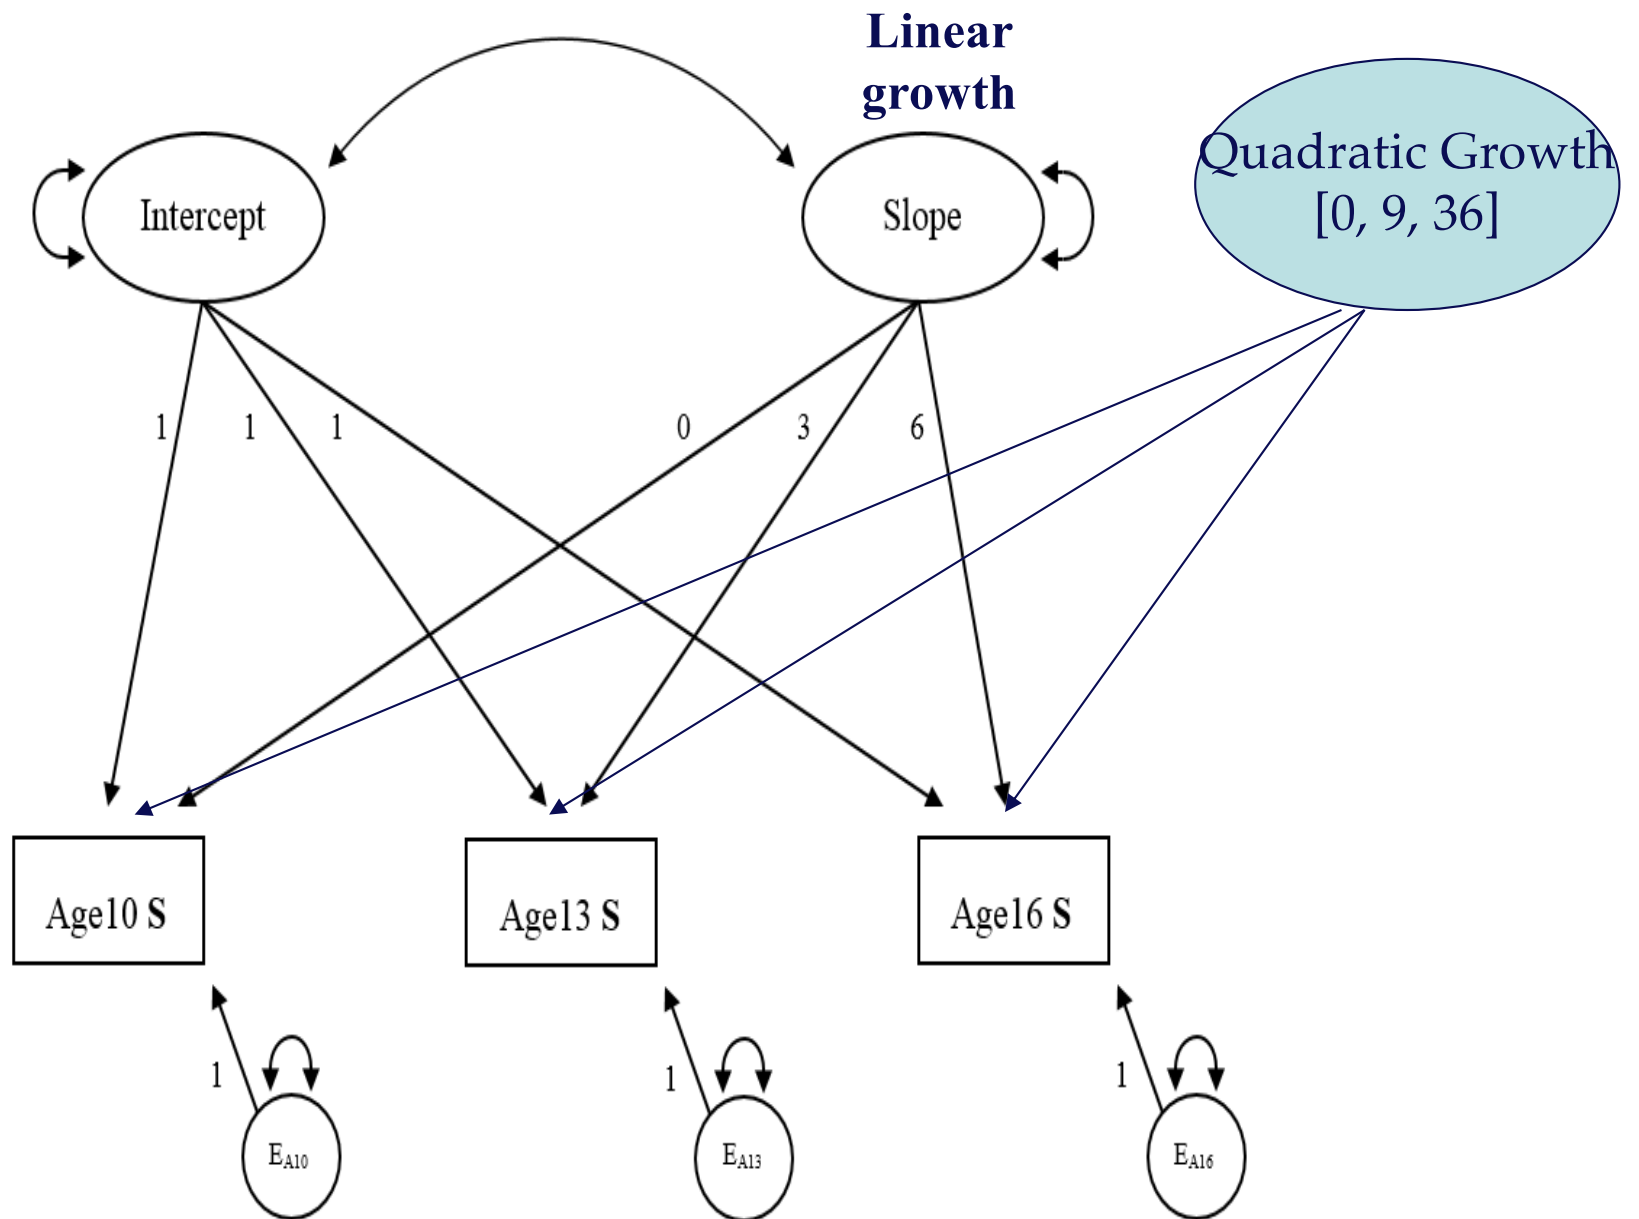 Linear
growth
Quadratic Growth
[0, 9, 36]
Intercept
Slope
1 1 1 0 3 6
Age10 S
Age13 S
Age16 S
1 1 1
EA10
EA13
EA16